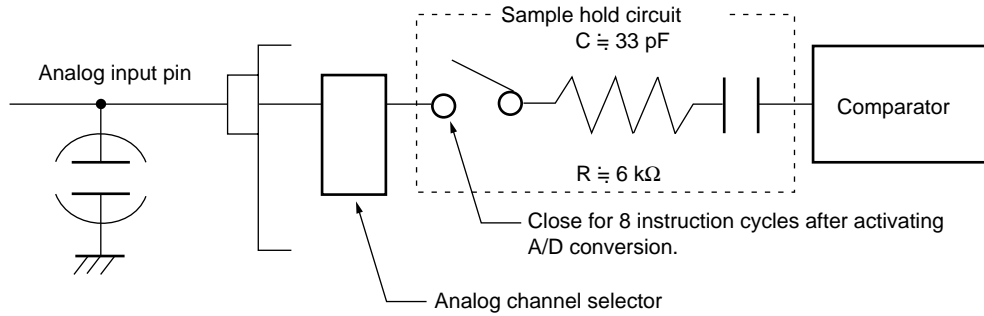 Sample hold circuit
C ≒ 33 pF
Analog input pin
Comparator
R ≒ 6 kΩ
Close for 8 instruction cycles after activating
A/D conversion.
Analog channel selector